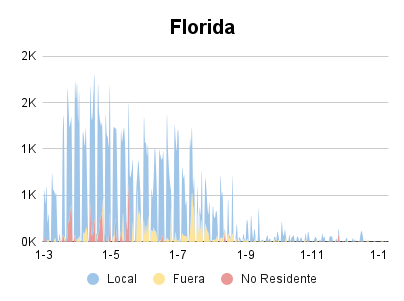 Florida
2K
2K
1K
1K
0K
1-3 1-5 1-7 1-9 1-11 1-1
Local Fuera No Residente